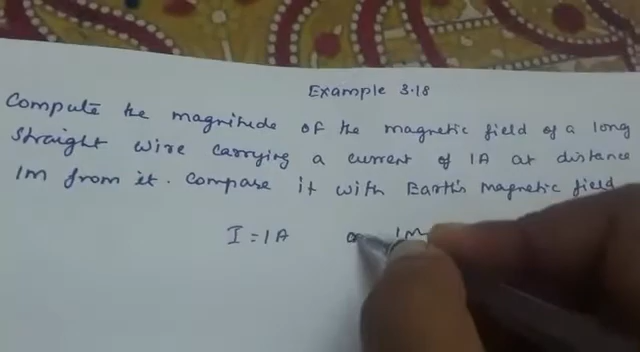 Example 3.18
Compute the magnitude of the magnetic field of a long
straight wire carrying a current of 1A at distance
1m from it. Compare it with Earth's magnetic field
I = 1A 1m